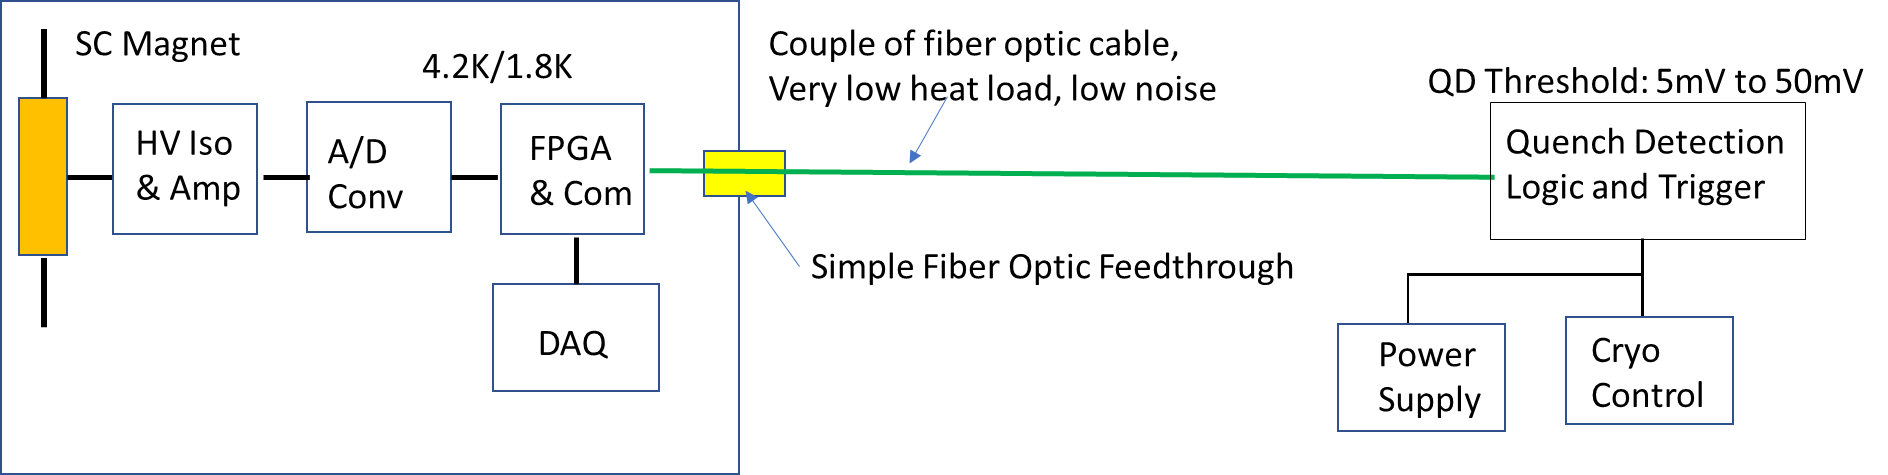 SC Magnet
4.2K/1.8K
HV Iso
& Amp
A/D
Conv
FPGA
& Com
DAQ
Couple of fiber optic cable,
Very low heat load, low noise
Simple Fiber Optic Feedthrough
QD Threshold: 5mV to 50mV
Quench Detection
Logic and Trigger
Power
Supply
Cryo
Control